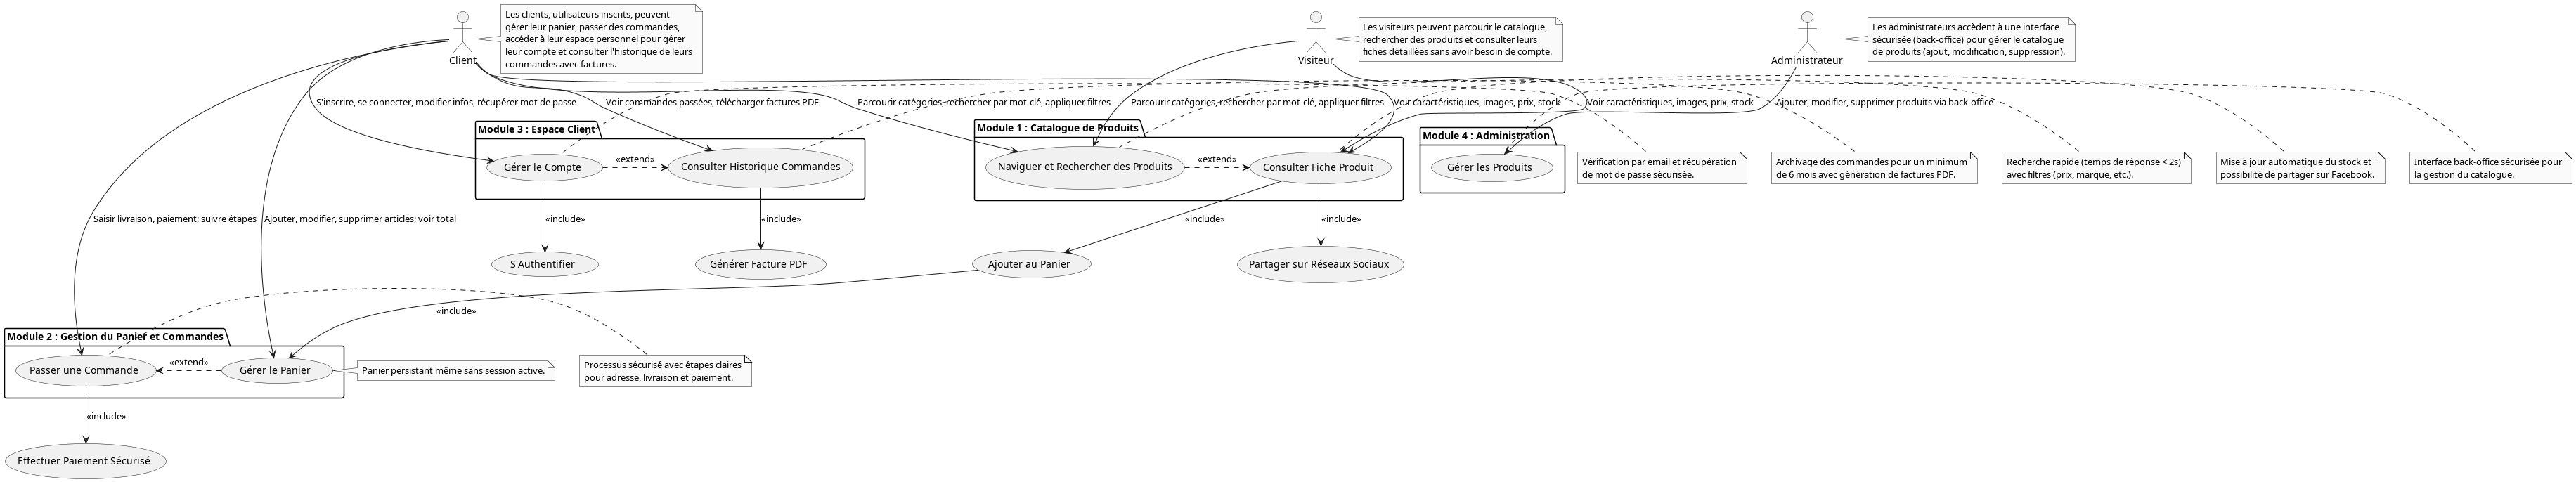 Les clients, utilisateurs inscrits, peuvent
gérer leur panier, passer des commandes,
accéder à leur espace personnel pour gérer
leur compte et consulter l'historique de leurs
commandes avec factures.
Client
Les visiteurs peuvent parcourir le catalogue,
rechercher des produits et consulter leurs
fiches détaillées sans avoir besoin de compte.
Visiteur
Les administrateurs accèdent à une interface
sécurisée (back-office) pour gérer le catalogue
de produits (ajout, modification, suppression).
Administrateur
S'inscrire, se connecter, modifier infos, récupérer mot de passe
Voir commandes passées, télécharger factures PDF
Parcourir catégories, rechercher par mot-clé, appliquer filtres
Parcourir catégories, rechercher par mot-clé, appliquer filtres
Voir caractéristiques, images, prix, stock
Voir caractéristiques, images, prix, stock
Ajouter, modifier, supprimer produits via back-office
Module 3 : Espace Client
Gérer le Compte
«extend»
Consulter Historique Commandes
Module 1 : Catalogue de Produits
Naviguer et Rechercher des Produits
«extend»
Consulter Fiche Produit
Module 4 : Administration
Gérer les Produits
Vérification par email et récupération
de mot de passe sécurisée.
Archivage des commandes pour un minimum
de 6 mois avec génération de factures PDF.
Recherche rapide (temps de réponse < 2s)
avec filtres (prix, marque, etc.).
Mise à jour automatique du stock et
possibilité de partager sur Facebook.
Interface back-office sécurisée pour
la gestion du catalogue.
Saisir livraison, paiement; suivre étapes
Ajouter, modifier, supprimer articles; voir total
«include»
«include»
«include»
«include»
S'Authentifier
Générer Facture PDF
Ajouter au Panier
Partager sur Réseaux Sociaux
«include»
Module 2 : Gestion du Panier et Commandes
Passer une Commande
«extend»
Gérer le Panier
Panier persistant même sans session active.
Processus sécurisé avec étapes claires
pour adresse, livraison et paiement.
«include»
Effectuer Paiement Sécurisé